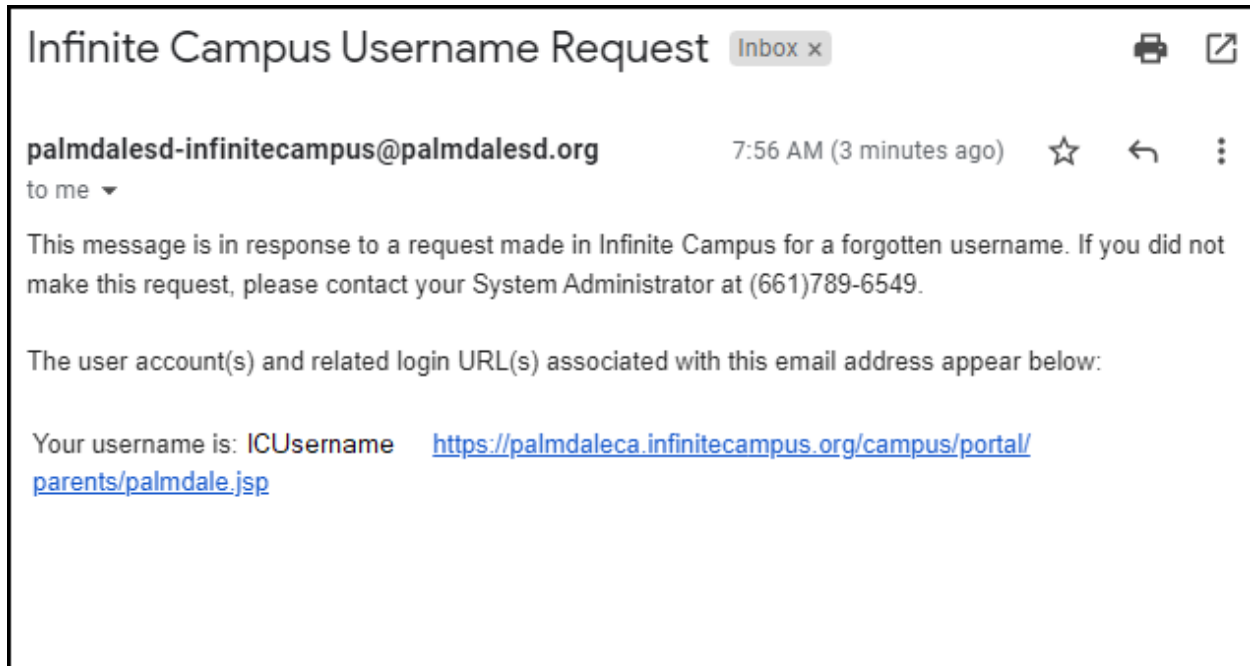 Infinite Campus Username Request Inbox ×
palmdalesd-infinitecampus@palmdalesd.org 7:56 AM (3 minutes ago)
to me
This message is in response to a request made in Infinite Campus for a forgotten username. If you did not
make this request, please contact your System Administrator at (661)789-6549.
The user account(s) and related login URL(s) associated with this email address appear below:
Your username is: ICUsername https://palmdaleca.infinitecampus.org/campus/portal/
parents/palmdale.jsp